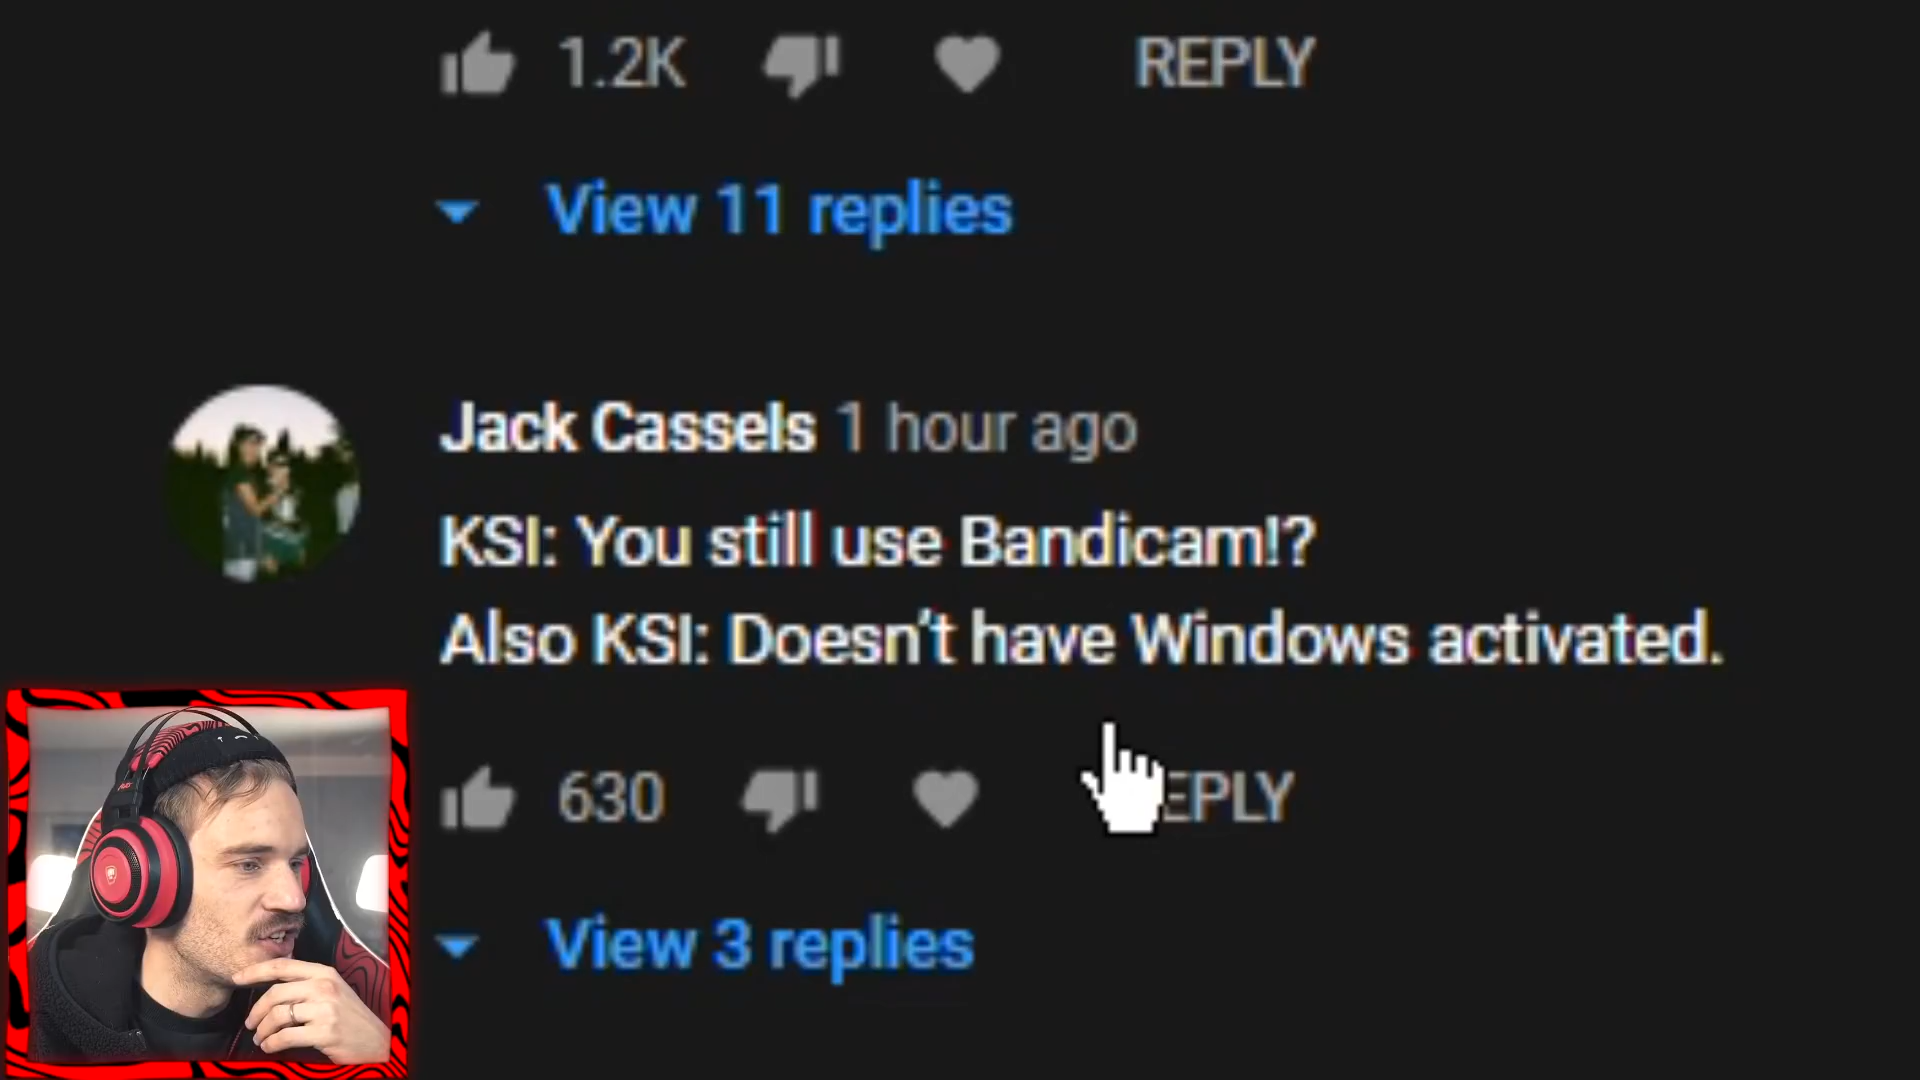 1.2K REPLY
View 11 replies
Jack Cassels 1 hour ago
KSI: You still use Bandicam!?
Also KSI: Doesn't have Windows activated.
630 EPLY
View 3 replies